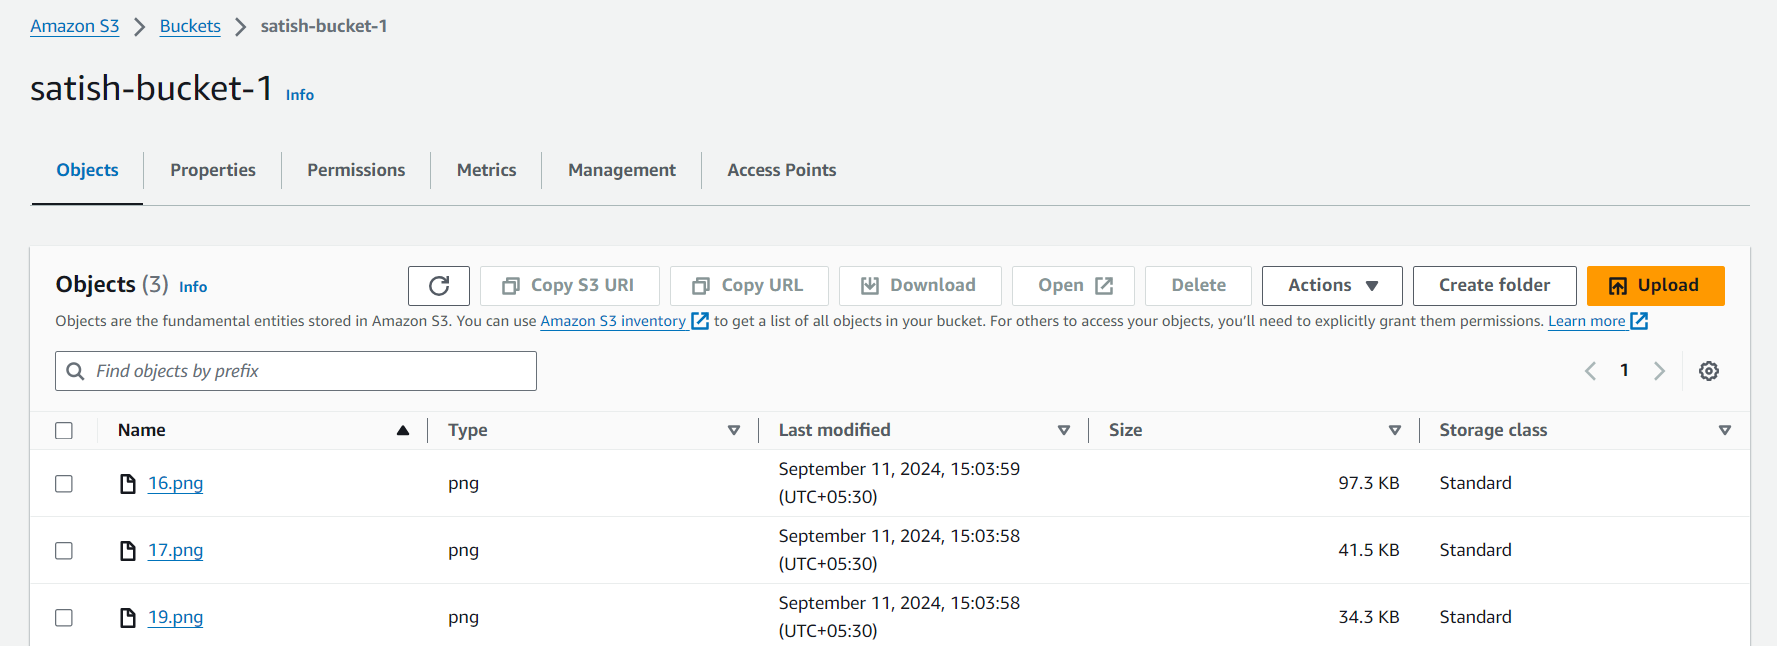 Amazon S3 > Buckets > satish-bucket-1
satish-bucket-1 Info
Objects Properties Permissions Metrics Management Access Points
Objects (3) Info Copy S3 URI Copy URL Download Open Delete Actions Create folder Upload
Objects are the fundamental entities stored in Amazon S3. You can use Amazon S3 inventory to get a list of all objects in your bucket. For others to access your objects, you'll need to explicitly grant them permissions. Learn more
Find objects by prefix 1
Name Type Last modified Size Storage class
16.png png September 11, 2024, 15:03:59 (UTC+05:30) 97.3 KB Standard
17.png png September 11, 2024, 15:03:58 (UTC+05:30) 41.5 KB Standard
19.png png September 11, 2024, 15:03:58 (UTC+05:30) 34.3 KB Standard